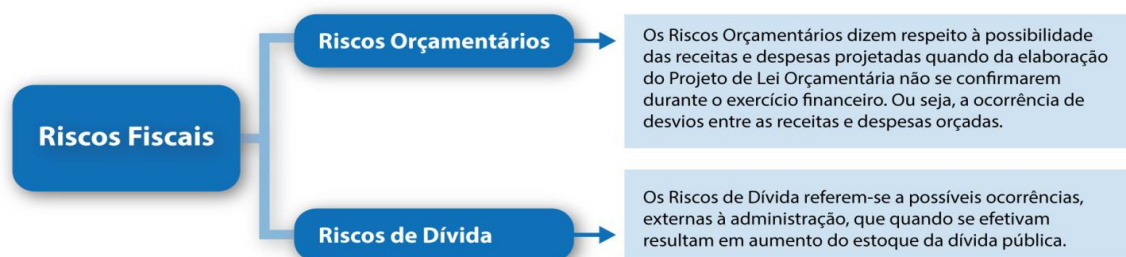 Riscos Fiscais
Riscos Orçamentários
Os Riscos Orçamentários dizem respeito à possibilidade
das receitas e despesas projetadas quando da elaboração
do Projeto de Lei Orçamentária não se confirmarem
durante o exercício financeiro. Ou seja, a ocorrência de
desvios entre as receitas e despesas orçadas.
Riscos de Dívida
Os Riscos de Dívida referem-se a possíveis ocorrências,
externas à administração, que quando se efetivam
resultam em aumento do estoque da dívida pública.